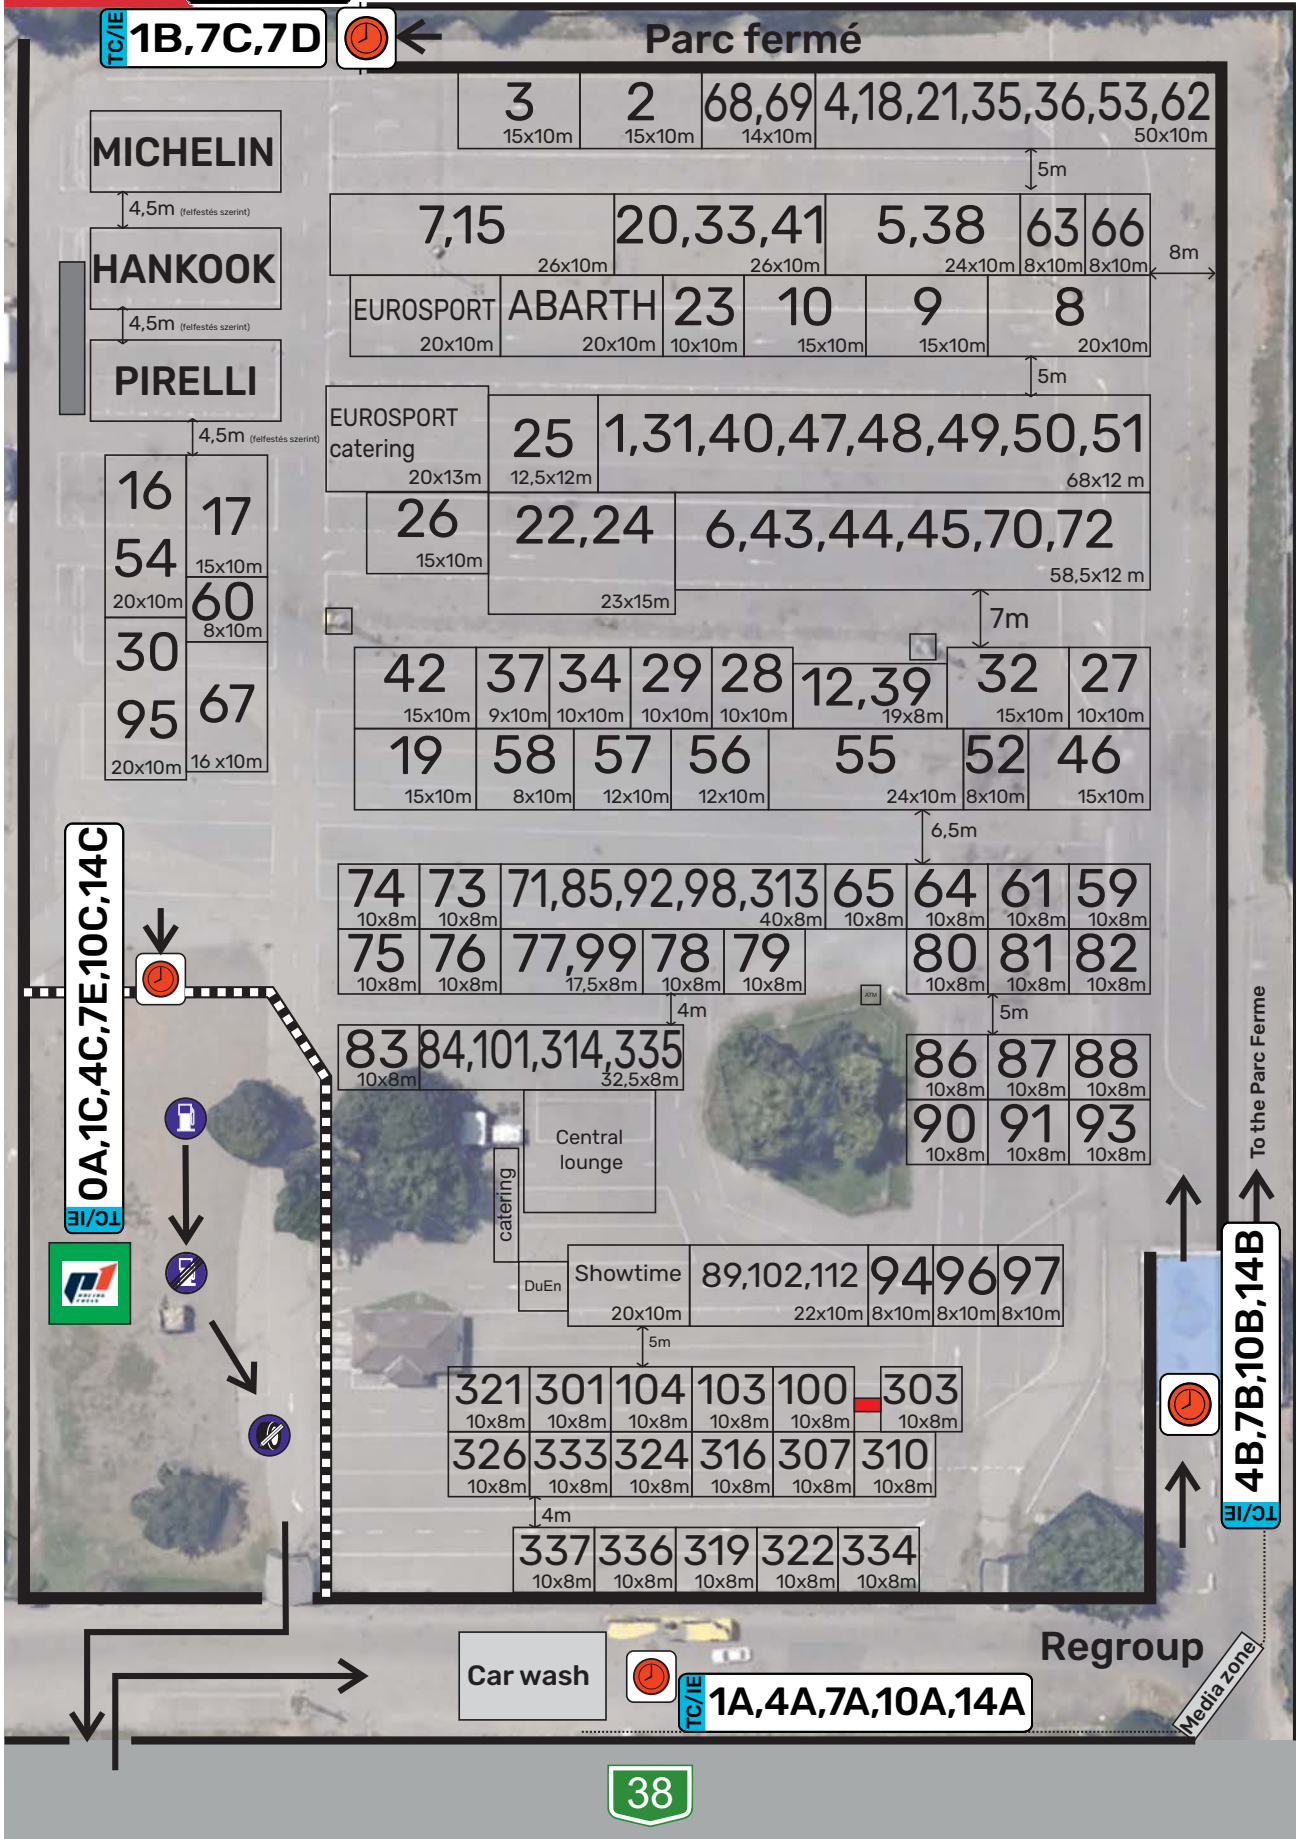 TC/IE 1B,7C,7D
Parc fermé
3
15x10m
2
15x10m
68,69
14x10m
4,18,21,35,36,53,62
50x10m
5m
MICHELIN
4,5m (felfestés szerint)
HANKOOK
4,5m (felfestés szerint)
PIRELLI
4,5m (felfestés szerint)
7,15
26x10m
20,33,41
26x10m
5,38
24x10m
63
8x10m
66
8x10m
8m
EUROSPORT
20x10m
ABARTH
20x10m
23
10x10m
10
15x10m
9
15x10m
8
20x10m
5m
EUROSPORT
catering
20x13m
25
12,5x12m
1,31,40,47,48,49,50,51
68x12 m
26
15x10m
22,24
23x15m
6,43,44,45,70,72
58,5x12 m
7m
16
54
20x10m
17
15x10m
60
8x10m
30
95
20x10m
67
16 x10m
42
15x10m
37
9x10m
34
10x10m
29
10x10m
28
10x10m
12,39
19x8m
32
15x10m
27
10x10m
19
15x10m
58
8x10m
57
12x10m
56
12x10m
55
24x10m
52
8x10m
46
15x10m
6,5m
TC/IE 0A,1C,4C,7E,10C,14C
74
10x8m
73
10x8m
71,85,92,98,313
40x8m
65
10x8m
64
10x8m
61
10x8m
59
10x8m
75
10x8m
76
10x8m
77,99
17,5x8m
78
10x8m
79
10x8m
80
10x8m
81
10x8m
82
10x8m
ATM
4m
5m
83
10x8m
84,101,314,335
32,5x8m
86
10x8m
87
10x8m
88
10x8m
90
10x8m
91
10x8m
93
10x8m
Central
lounge
catering
To the Parc Ferme
DuEn
Showtime
20x10m
89,102,112
22x10m
94
8x10m
96
8x10m
97
8x10m
5m
P1
RACING
FUELS
321
10x8m
301
10x8m
104
10x8m
103
10x8m
100
10x8m
303
10x8m
326
10x8m
333
10x8m
324
10x8m
316
10x8m
307
10x8m
310
10x8m
4m
337
10x8m
336
10x8m
319
10x8m
322
10x8m
334
10x8m
TC/IE 4B,7B,10B,14B
Regroup
Media zone
Car wash
TC/IE 1A,4A,7A,10A,14A
38